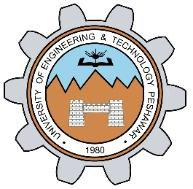 UNIVERSITY OF ENGINEERING & TECHNOLOGY PESHAWAR
1980